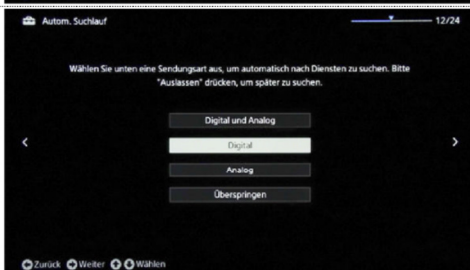 Autom. Suchlauf
12/24
Wählen Sie unten eine Sendungsart aus, um automatisch nach Diensten zu suchen. Bitte
"Auslassen" drücken, um später zu suchen.
Digital und Analog
Digital
Analog
Überspringen
Zurück Weiter Wählen